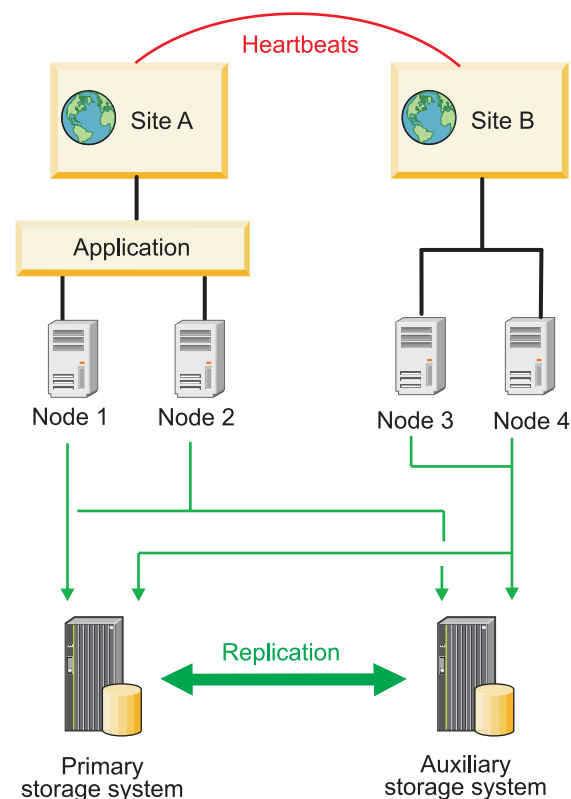 Heartbeats
Site A
Site B
Application
Node 1
Node 2
Node 3
Node 4
Replication
Primary
storage system
Auxiliary
storage system